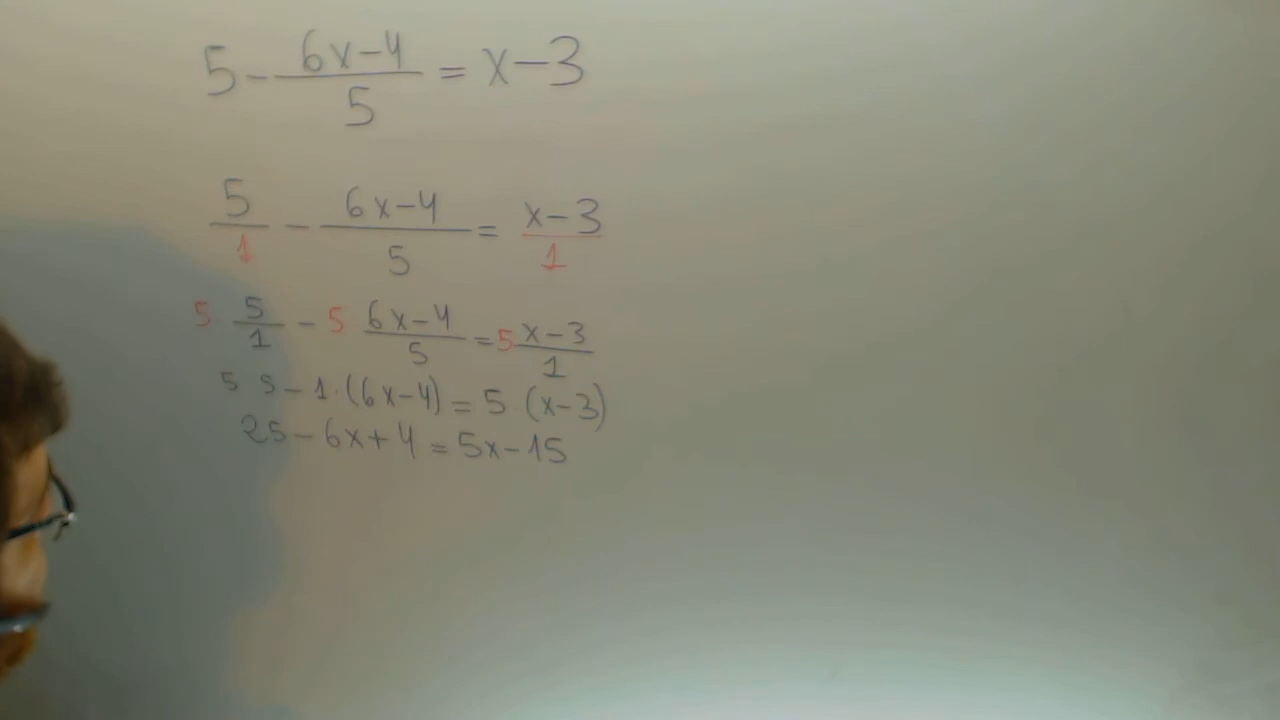 5 - (6x-4)/5 = x-3
5/1 - (6x-4)/5 = (x-3)/1
5 5/1 - 5 (6x-4)/5 = 5 (x-3)/1
5 5 - 1·(6x-4) = 5 (x-3)
25 - 6x + 4 = 5x - 15